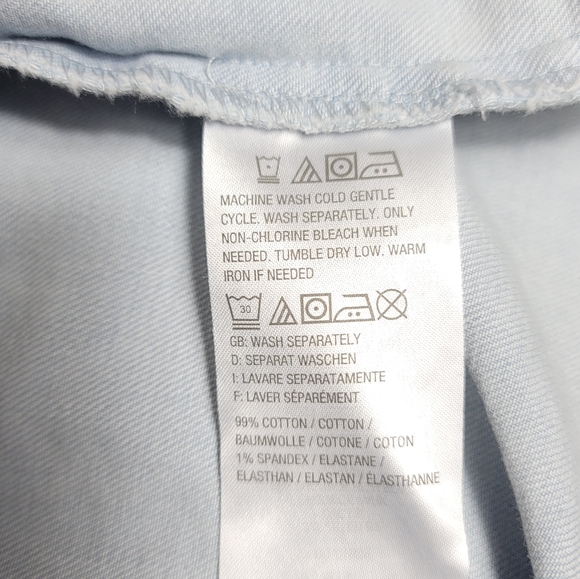 MACHINE WASH COLD GENTLE
CYCLE. WASH SEPARATELY. ONLY
NON-CHLORINE BLEACH WHEN
NEEDED. TUMBLE DRY LOW. WARM
IRON IF NEEDED
30
GB: WASH SEPARATELY
D: SEPARAT WASCHEN
I: LAVARE SEPARATAMENTE
F: LAVER SÉPARÉMENT
99% COTTON / COTTON /
BAUMWOLLE / COTONE / COTON
1% SPANDEX / ELASTANE /
ELASTHAN / ELASTAN / ÉLASTHANNE